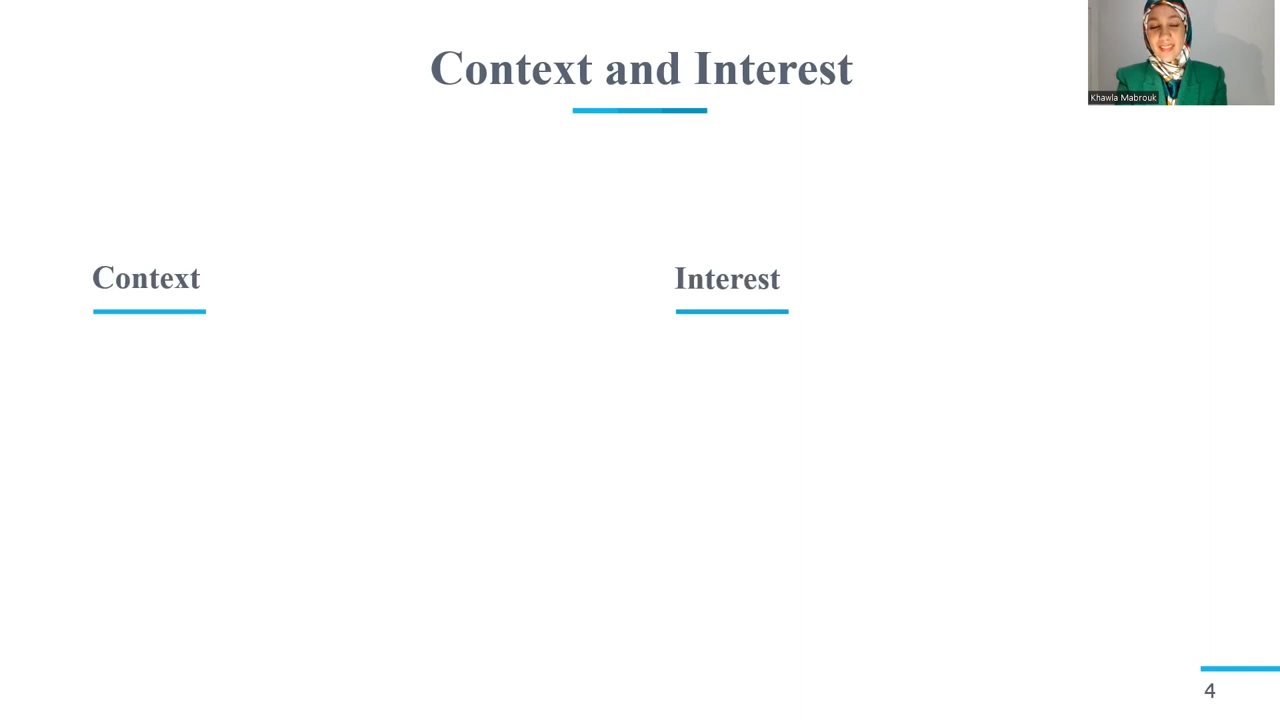 Context and Interest
Khawla Mabrouk
Context
Interest
4